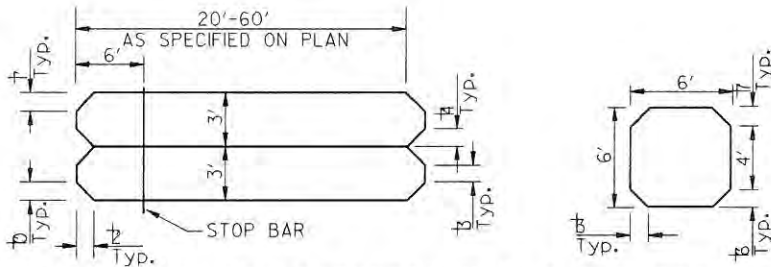 20'-60'
AS SPECIFIED ON PLAN
6'
Typ.
3'
3'
Typ.
Typ.
Typ.
Typ.
STOP BAR
6'
Typ.
6'
4'
Typ.
Typ.